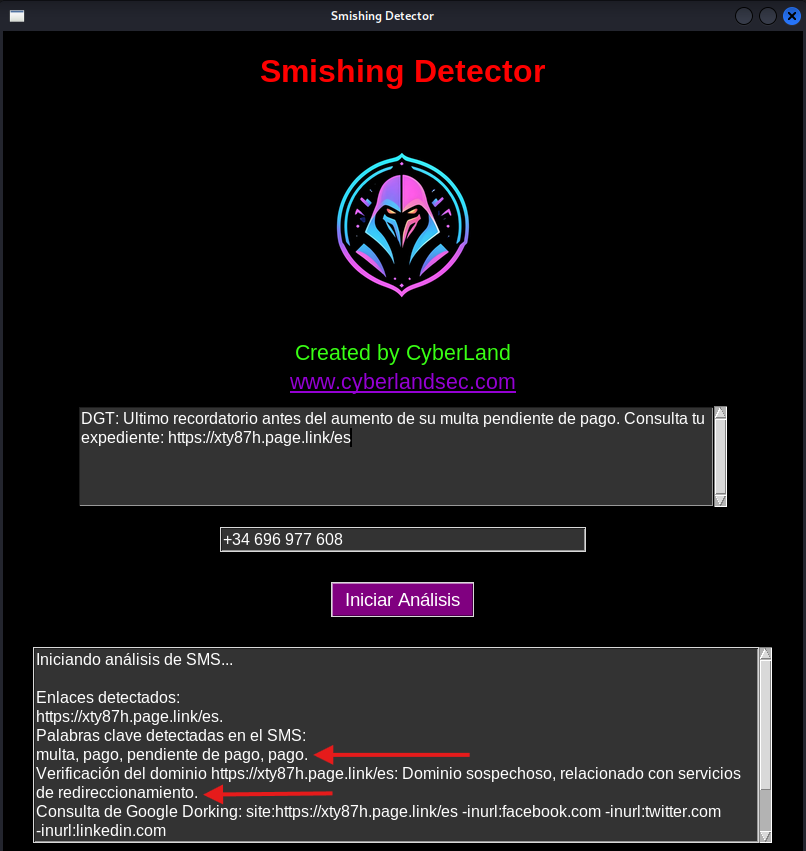 Smishing Detector
Smishing Detector
Created by CyberLand
www.cyberlandsec.com
DGT: Ultimo recordatorio antes del aumento de su multa pendiente de pago. Consulta tu
expediente: https://xty87h.page.link/es
+34 696 977 608
Iniciar Análisis
Iniciando análisis de SMS...
Enlaces detectados:
https://xty87h.page.link/es.
Palabras clave detectadas en el SMS:
multa, pago, pendiente de pago, pago.
Verificación del dominio https://xty87h.page.link/es: Dominio sospechoso, relacionado con servicios
de redireccionamiento.
Consulta de Google Dorking: site:https://xty87h.page.link/es -inurl:facebook.com -inurl:twitter.com
-inurl:linkedin.com